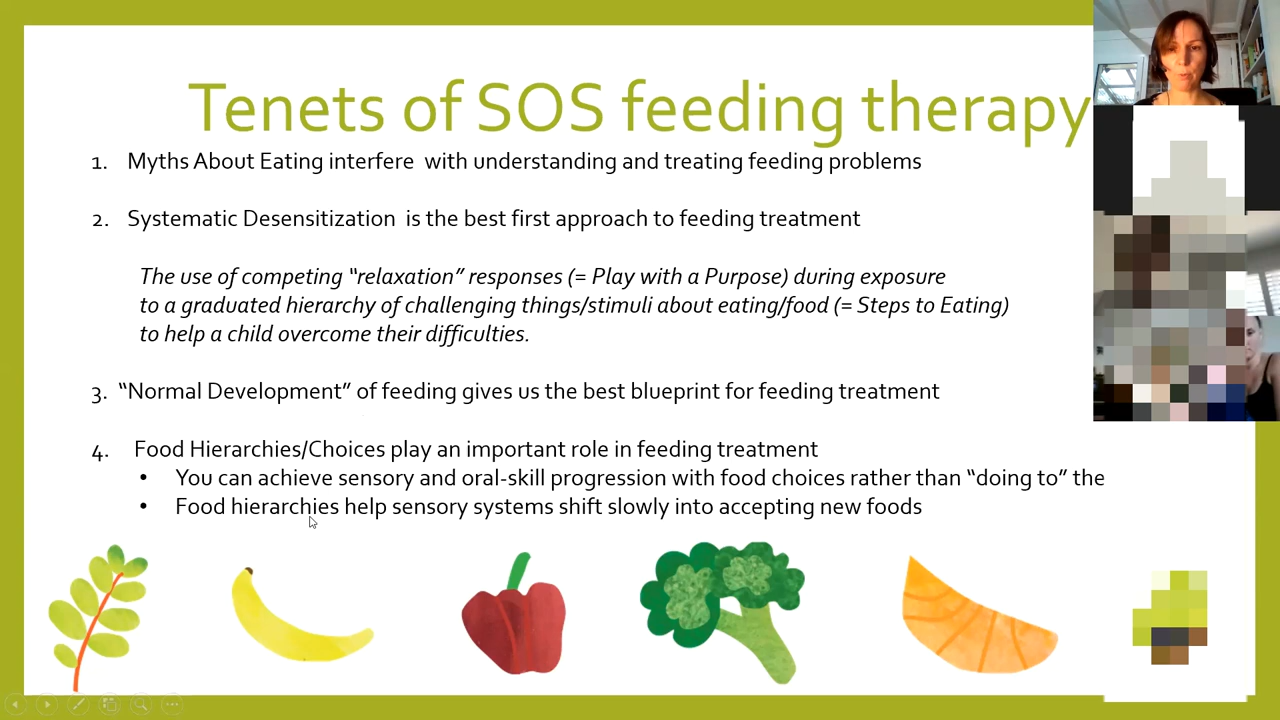 Tenets of SOS feeding therapy
1. Myths About Eating interfere with understanding and treating feeding problems
2. Systematic Desensitization is the best first approach to feeding treatment
The use of competing “relaxation” responses (= Play with a Purpose) during exposure
to a graduated hierarchy of challenging things/stimuli about eating/food (= Steps to Eating)
to help a child overcome their difficulties.
3. “Normal Development” of feeding gives us the best blueprint for feeding treatment
4. Food Hierarchies/Choices play an important role in feeding treatment
• You can achieve sensory and oral-skill progression with food choices rather than “doing to” the
• Food hierarchies help sensory systems shift slowly into accepting new foods